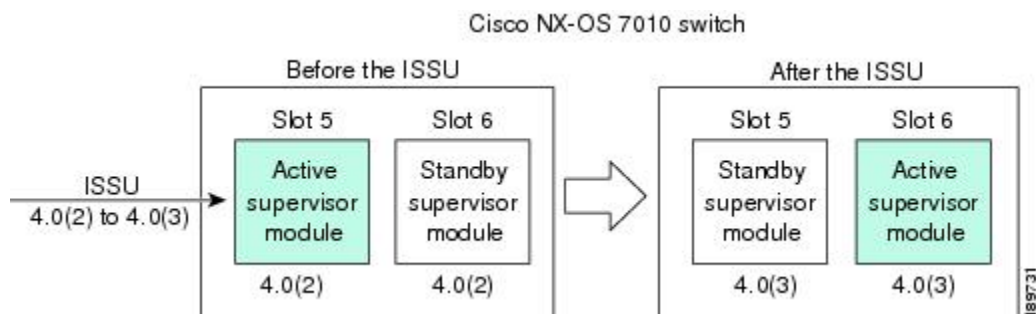 Cisco NX-OS 7010 switch
Before the ISSU
After the ISSU
Slot 5
Slot 6
Slot 5
Slot 6
ISSU
4.0(2) to 4.0(3)
Active
supervisor
module
Standby
supervisor
module
Standby
supervisor
module
Active
supervisor
module
4.0(2)
4.0(2)
4.0(3)
4.0(3)
189731